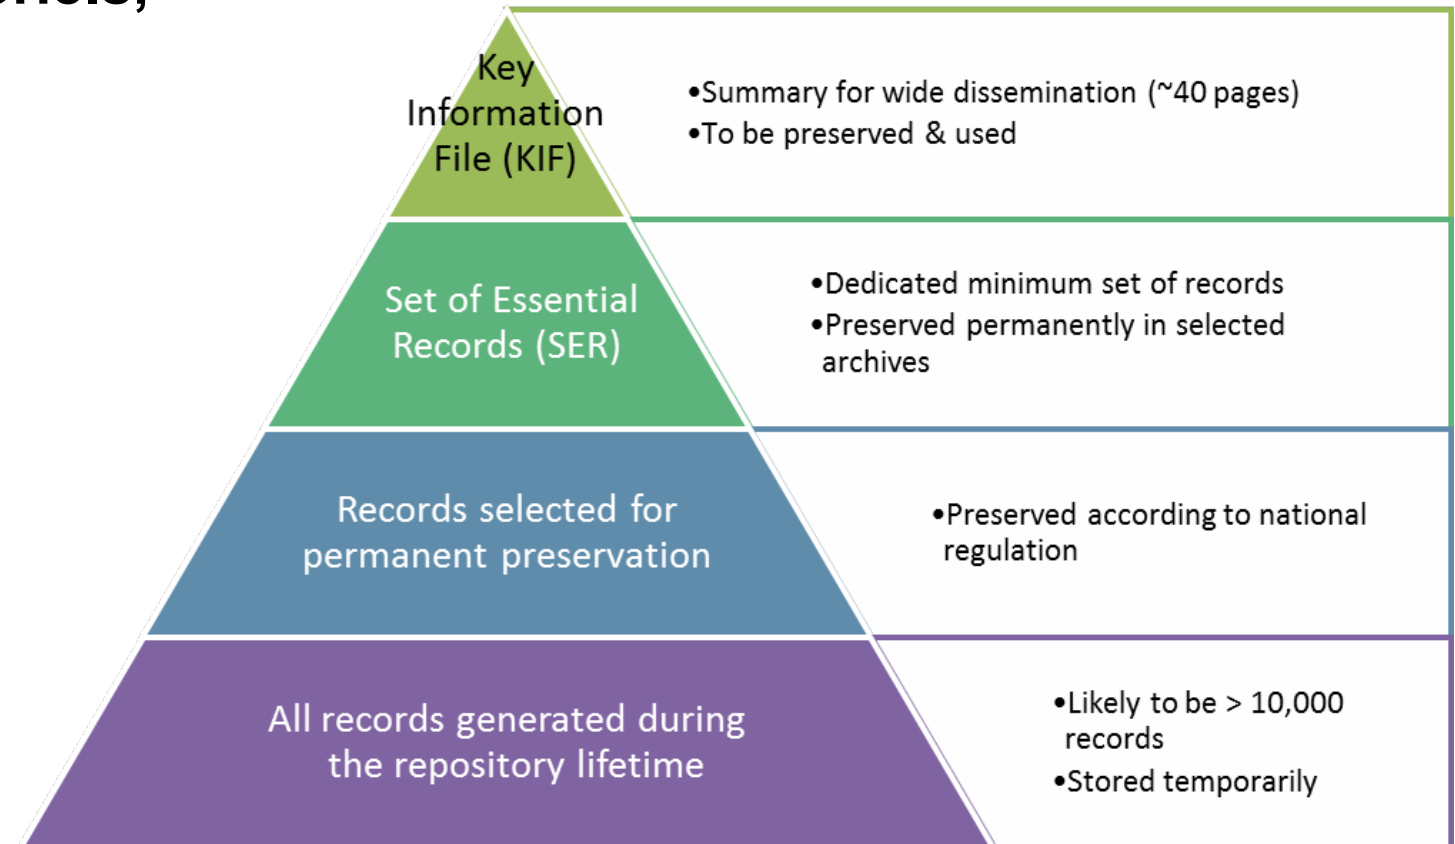 Key
Information
File (KIF)
•Summary for wide dissemination (~40 pages)
•To be preserved & used
Set of Essential
Records (SER)
•Dedicated minimum set of records
•Preserved permanently in selected
archives
Records selected for
permanent preservation
•Preserved according to national
regulation
All records generated during
the repository lifetime
•Likely to be > 10,000
records
•Stored temporarily